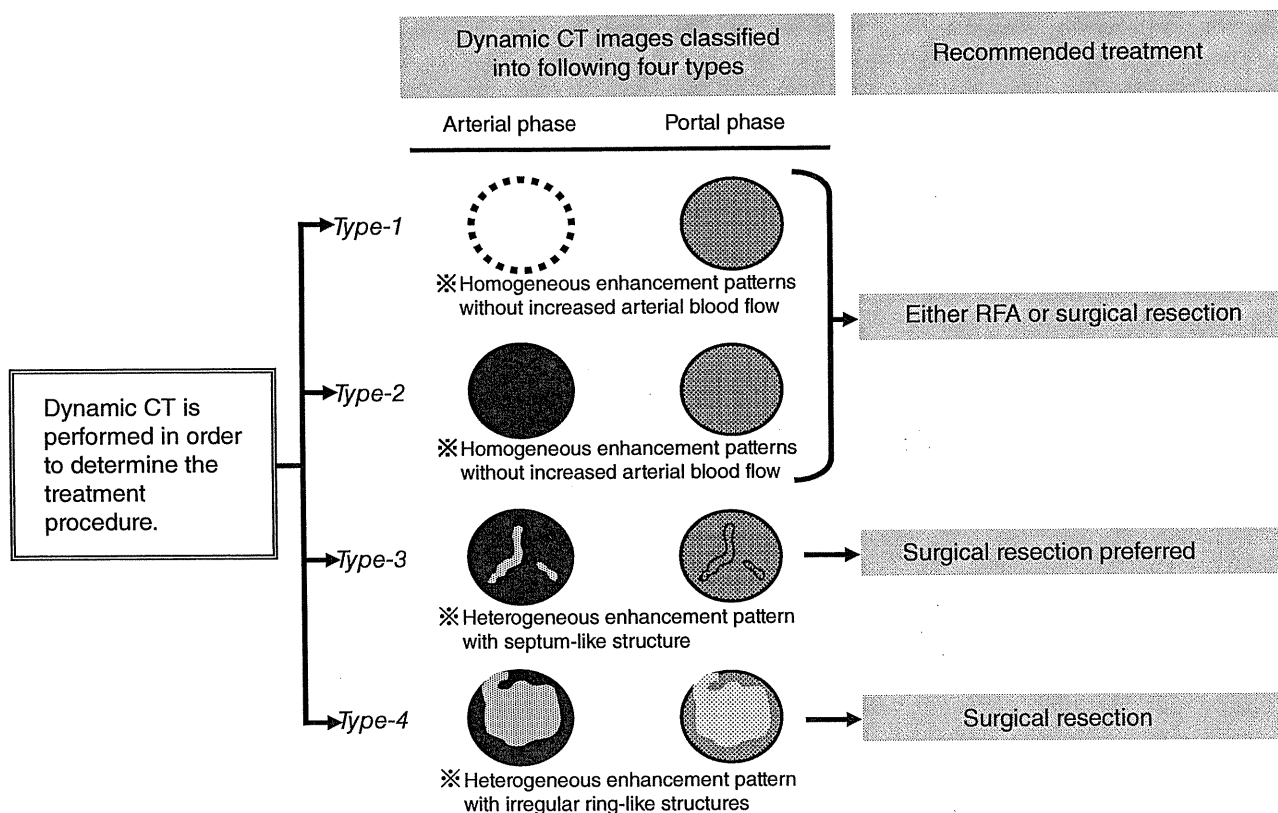 Dynamic CT images classified
into following four types
Recommended treatment
Arterial phase
Portal phase
Type-1
※Homogeneous enhancement patterns
without increased arterial blood flow
Either RFA or surgical resection
Type-2
※Homogeneous enhancement patterns
without increased arterial blood flow
Dynamic CT is
performed in order
to determine the
treatment
procedure.
Type-3
Surgical resection preferred
※Heterogeneous enhancement pattern
with septum-like structure
Type-4
Surgical resection
※Heterogeneous enhancement pattern
with irregular ring-like structures